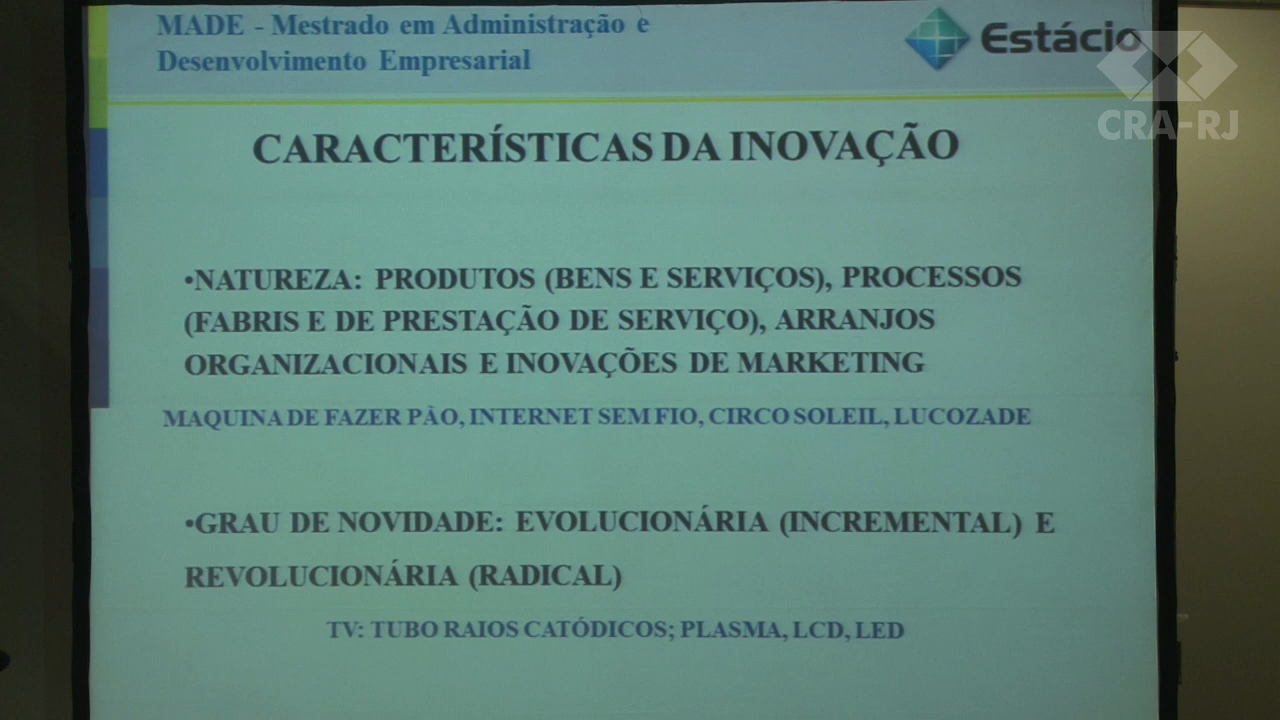 MADE - Mestrado em Administração e
Desenvolvimento Empresarial
Estácio
CRA-RJ
CARACTERÍSTICAS DA INOVAÇÃO
•NATUREZA: PRODUTOS (BENS E SERVIÇOS), PROCESSOS
(FABRIS E DE PRESTAÇÃO DE SERVIÇO), ARRANJOS
ORGANIZACIONAIS E INOVAÇÕES DE MARKETING
MAQUINA DE FAZER PÃO, INTERNET SEM FIO, CIRCO SOLEIL, LUCOZADE
•GRAU DE NOVIDADE: EVOLUCIONÁRIA (INCREMENTAL) E
REVOLUCIONÁRIA (RADICAL)
TV: TUBO RAIOS CATÓDICOS; PLASMA, LCD, LED